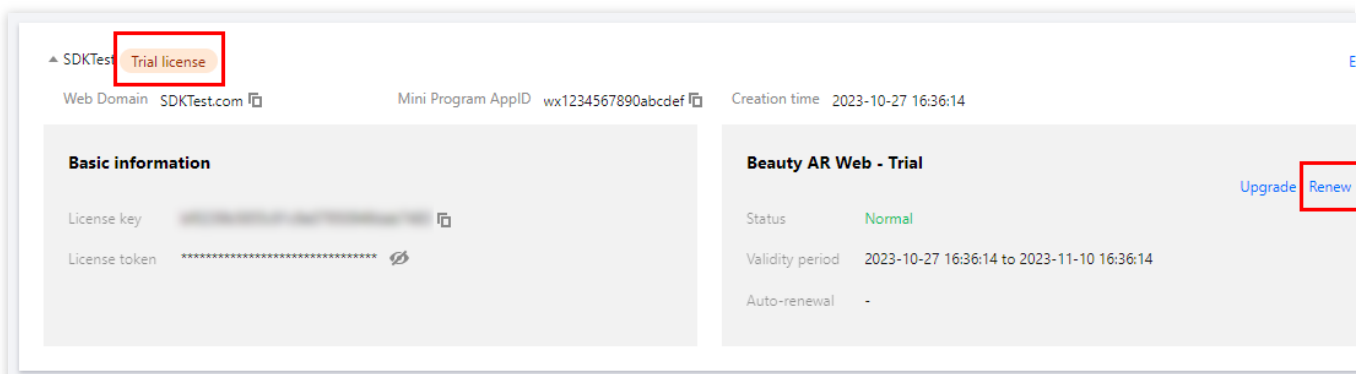 SDKTest Trial license
Web Domain SDKTest.com Mini Program AppID wx1234567890abcdef Creation time 2023-10-27 16:36:14
Basic information
License key
License token ********************************
Beauty AR Web - Trial
Upgrade Renew
Status Normal
Validity period 2023-10-27 16:36:14 to 2023-11-10 16:36:14
Auto-renewal -